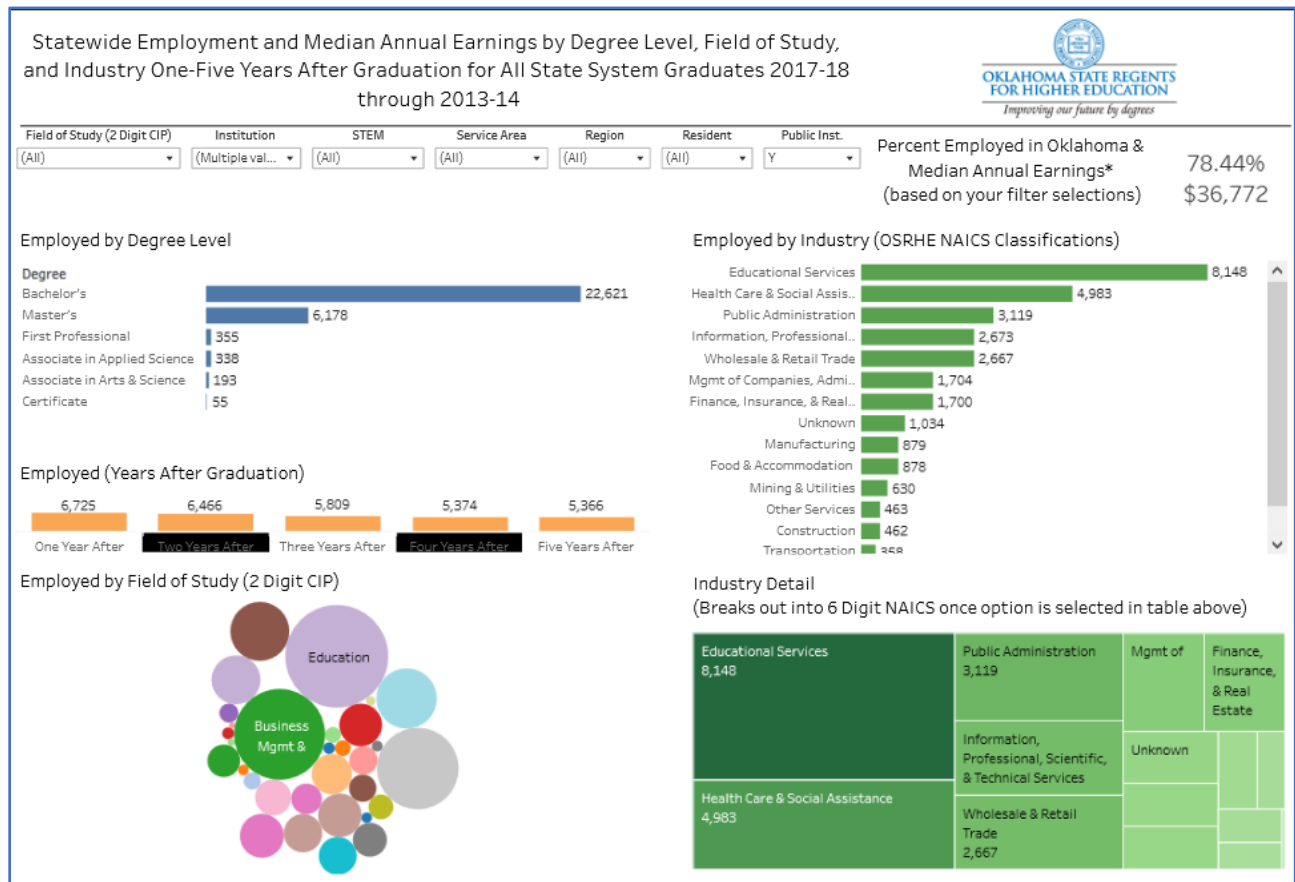 Statewide Employment and Median Annual Earnings by Degree Level, Field of Study,
and Industry One-Five Years After Graduation for All State System Graduates 2017-18
through 2013-14
OKLAHOMA STATE REGENTS
FOR HIGHER EDUCATION
Improving our future by degrees
Field of Study (2 Digit CIP) Institution STEM Service Area Region Resident Public Inst.
(All) (Multiple val... (All) (All) (All) (All) Y
Percent Employed in Oklahoma &
Median Annual Earnings*
(based on your filter selections)
78.44%
$36,772
Employed by Degree Level
Degree
Bachelor's 22,621
Master's 6,178
First Professional 355
Associate in Applied Science 338
Associate in Arts & Science 193
Certificate 55
Employed by Industry (OSRHE NAICS Classifications)
Educational Services 8,148
Health Care & Social Assis.. 4,983
Public Administration 3,119
Information, Professional.. 2,673
Wholesale & Retail Trade 2,667
Mgmt of Companies, Admi.. 1,704
Finance, Insurance, & Real.. 1,700
Unknown 1,034
Manufacturing 879
Food & Accommodation 878
Mining & Utilities 630
Other Services 463
Construction 462
Transportation 358
Employed (Years After Graduation)
6,725 6,466 5,809 5,374 5,366
One Year After Two Years After Three Years After Four Years After Five Years After
Employed by Field of Study (2 Digit CIP)
Education
Business
Mgmt &
Industry Detail
(Breaks out into 6 Digit NAICS once option is selected in table above)
Educational Services
8,148
Health Care & Social Assistance
4,983
Public Administration
3,119
Information,
Professional, Scientific,
& Technical Services
Wholesale & Retail
Trade
2,667
Mgmt of
Unknown
Finance,
Insurance,
& Real
Estate